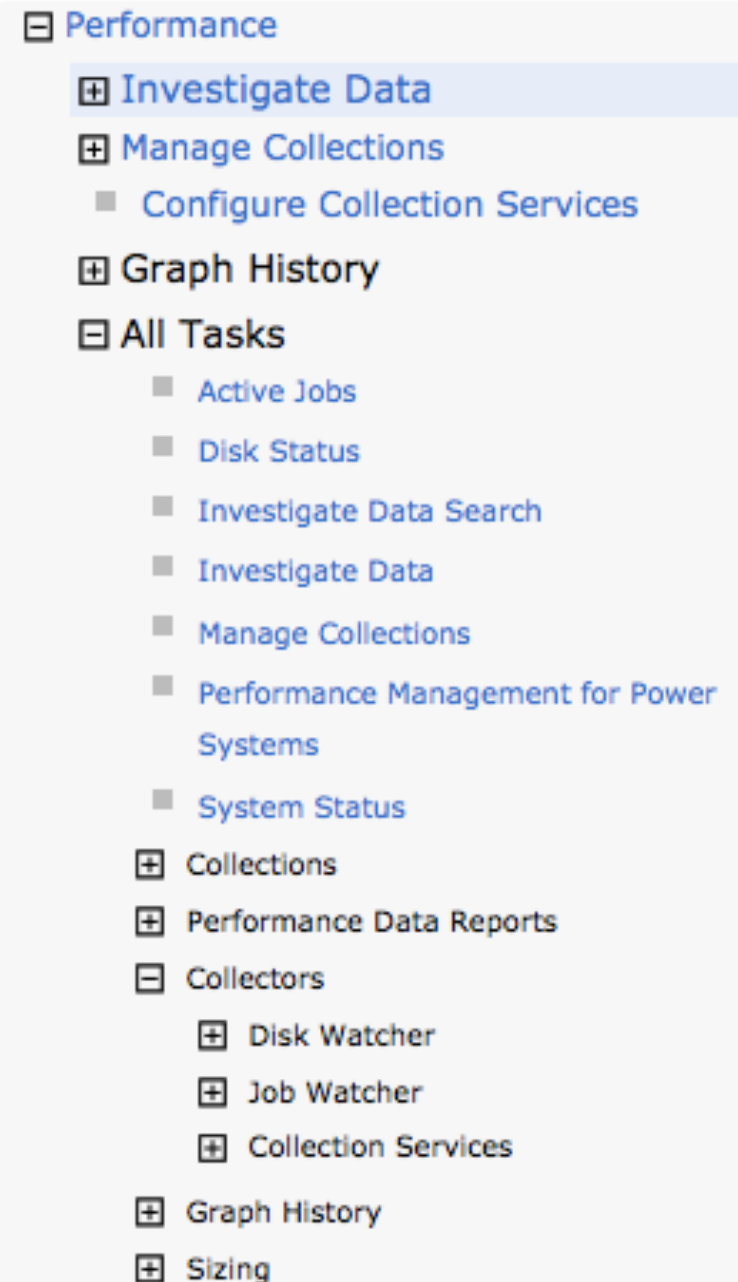 Performance
Investigate Data
Manage Collections
Configure Collection Services
Graph History
All Tasks
Active Jobs
Disk Status
Investigate Data Search
Investigate Data
Manage Collections
Performance Management for Power
Systems
System Status
Collections
Performance Data Reports
Collectors
Disk Watcher
Job Watcher
Collection Services
Graph History
Sizing